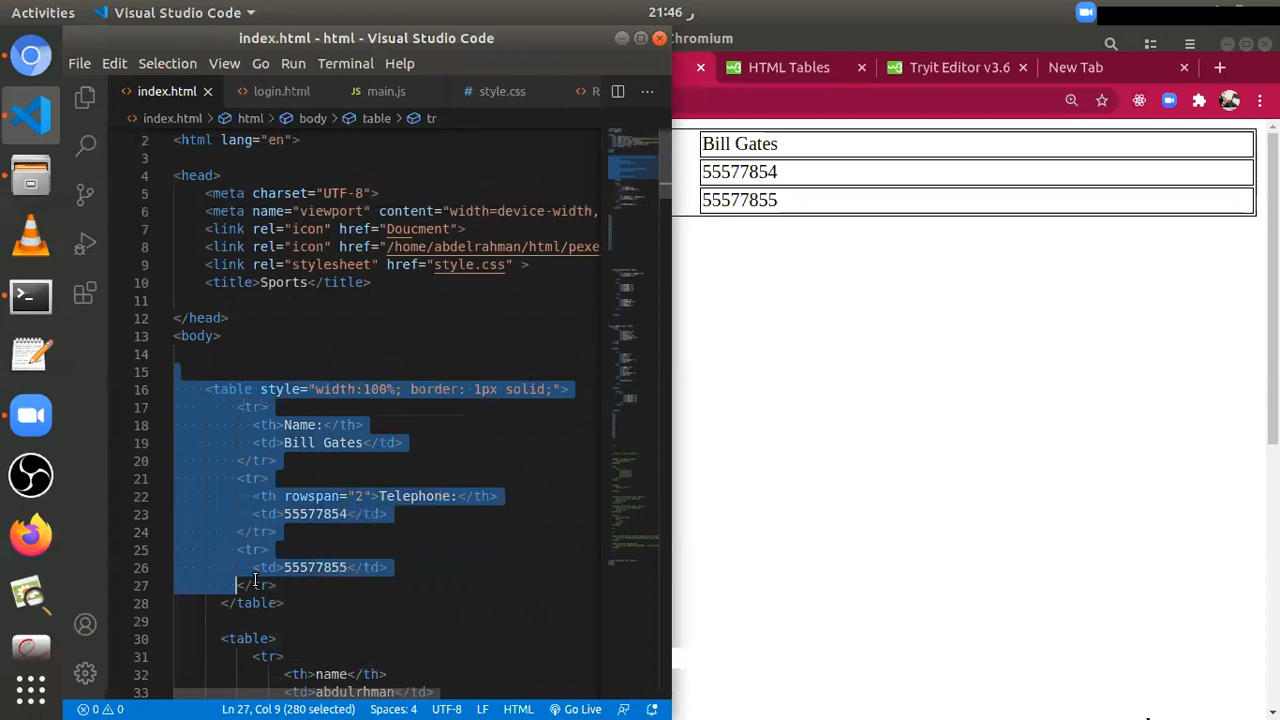 Activities
Visual Studio Code
21:46 ر
index.html - html - Visual Studio Code
Chromium
File Edit Selection View Go Run Terminal Help
HTML Tables
Tryit Editor v3.6
New Tab
index.html
login.html
JS main.js
# style.css
R
index.html > html > body > table > tr
2 <html lang="en">
3
4 <head>
5 <meta charset="UTF-8">
6 <meta name="viewport" content="width=device-width,
7 <link rel="icon" href="Doucment">
8 <link rel="icon" href="/home/abdelrahman/html/pexe
9 <link rel="stylesheet" href="style.css" >
10 <title>Sports</title>
11
12 </head>
13 <body>
14
15
16 <table style="width:100%; border: 1px solid;">
17 <tr>
18 <th>Name:</th>
19 <td>Bill Gates</td>
20 </tr>
21 <tr>
22 <th rowspan="2">Telephone:</th>
23 <td>55577854</td>
24 </tr>
25 <tr>
26 <td>55577855</td>
27 </tr>
28 </table>
29
30 <table>
31 <tr>
32 <th>name</th>
33 <td>abdulrhman</td>
Bill Gates
55577854
55577855
0 0
Ln 27, Col 9 (280 selected)
Spaces: 4
UTF-8
LF
HTML
Go Live